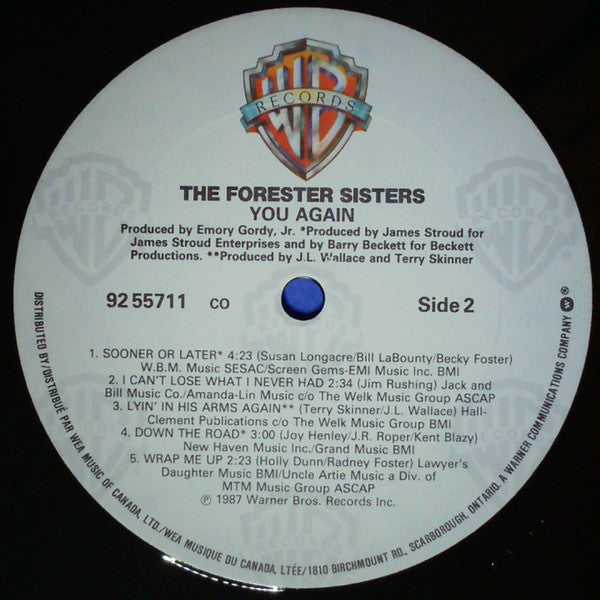 WB
RECORDS
THE FORESTER SISTERS
YOU AGAIN
Produced by Emory Gordy, Jr. *Produced by James Stroud for
James Stroud Enterprises and by Barry Beckett for Beckett
Productions. **Produced by J.L. Wallace and Terry Skinner
92 55711 CO
Side 2
1. SOONER OR LATER* 4:23 (Susan Longacre/Bill LaBounty/Becky Foster)
W.B.M. Music SESAC/Screen Gems-EMI Music Inc. BMI
2. I CAN'T LOSE WHAT I NEVER HAD 2:34 (Jim Rushing) Jack and
Bill Music Co./Amanda-Lin Music c/o The Welk Music Group ASCAP
3. LYIN' IN HIS ARMS AGAIN** (Terry Skinner/J.L. Wallace) Hall-
Clement Publications c/o The Welk Music Group BMI
4. DOWN THE ROAD* 3:00 (Joy Henley/J.R. Roper/Kent Blazy)
New Haven Music Inc./Grand Music BMI
5. WRAP ME UP 2:23 (Holly Dunn/Radney Foster) Lawyer's
Daughter Music BMI/Uncle Artie Music a Div. of
MTM Music Group ASCAP
℗ 1987 Warner Bros. Records Inc.
DISTRIBUTED BY/DISTRIBUÉ PAR WEA MUSIC OF CANADA, LTD./WEA MUSIQUE DU CANADA, LTÉE/1810 BIRCHMOUNT RD., SCARBOROUGH, ONTARIO, A WARNER COMMUNICATIONS COMPANY ®